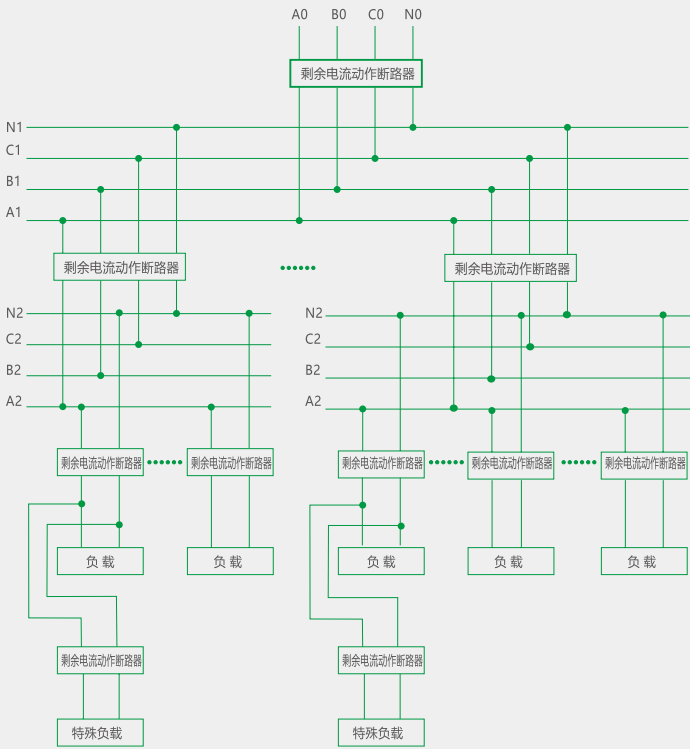 A0 B0 C0 N0
剩余电流动作断路器
N1
C1
B1
A1
剩余电流动作断路器 剩余电流动作断路器
N2 N2
C2 C2
B2 B2
A2 A2
剩余电流动作断路器 剩余电流动作断路器 剩余电流动作断路器 剩余电流动作断路器 剩余电流动作断路器
负载 负载 负载 负载 负载
剩余电流动作断路器 剩余电流动作断路器
特殊负载 特殊负载